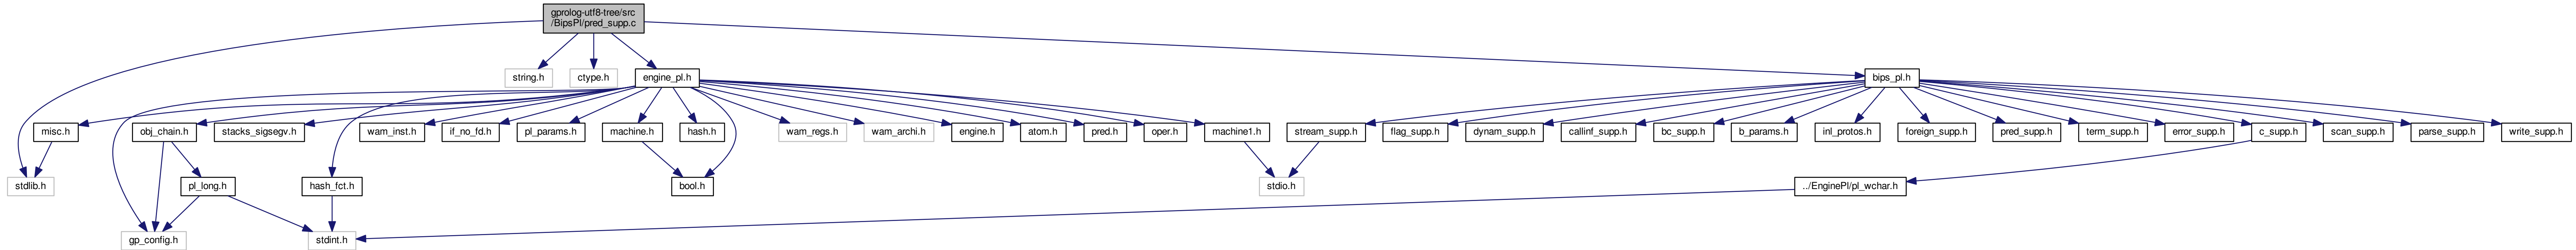 gprolog-utf8-tree/src
/BipsPl/pred_supp.c
string.h
ctype.h
engine_pl.h
bips_pl.h
misc.h
obj_chain.h
stacks_sigsegv.h
wam_inst.h
if_no_fd.h
pl_params.h
machine.h
hash.h
wam_regs.h
wam_archi.h
engine.h
atom.h
pred.h
oper.h
machine1.h
stream_supp.h
flag_supp.h
dynam_supp.h
callinf_supp.h
bc_supp.h
b_params.h
inl_protos.h
foreign_supp.h
pred_supp.h
term_supp.h
error_supp.h
c_supp.h
scan_supp.h
parse_supp.h
write_supp.h
stdlib.h
pl_long.h
hash_fct.h
bool.h
stdio.h
../EnginePl/pl_wchar.h
gp_config.h
stdint.h